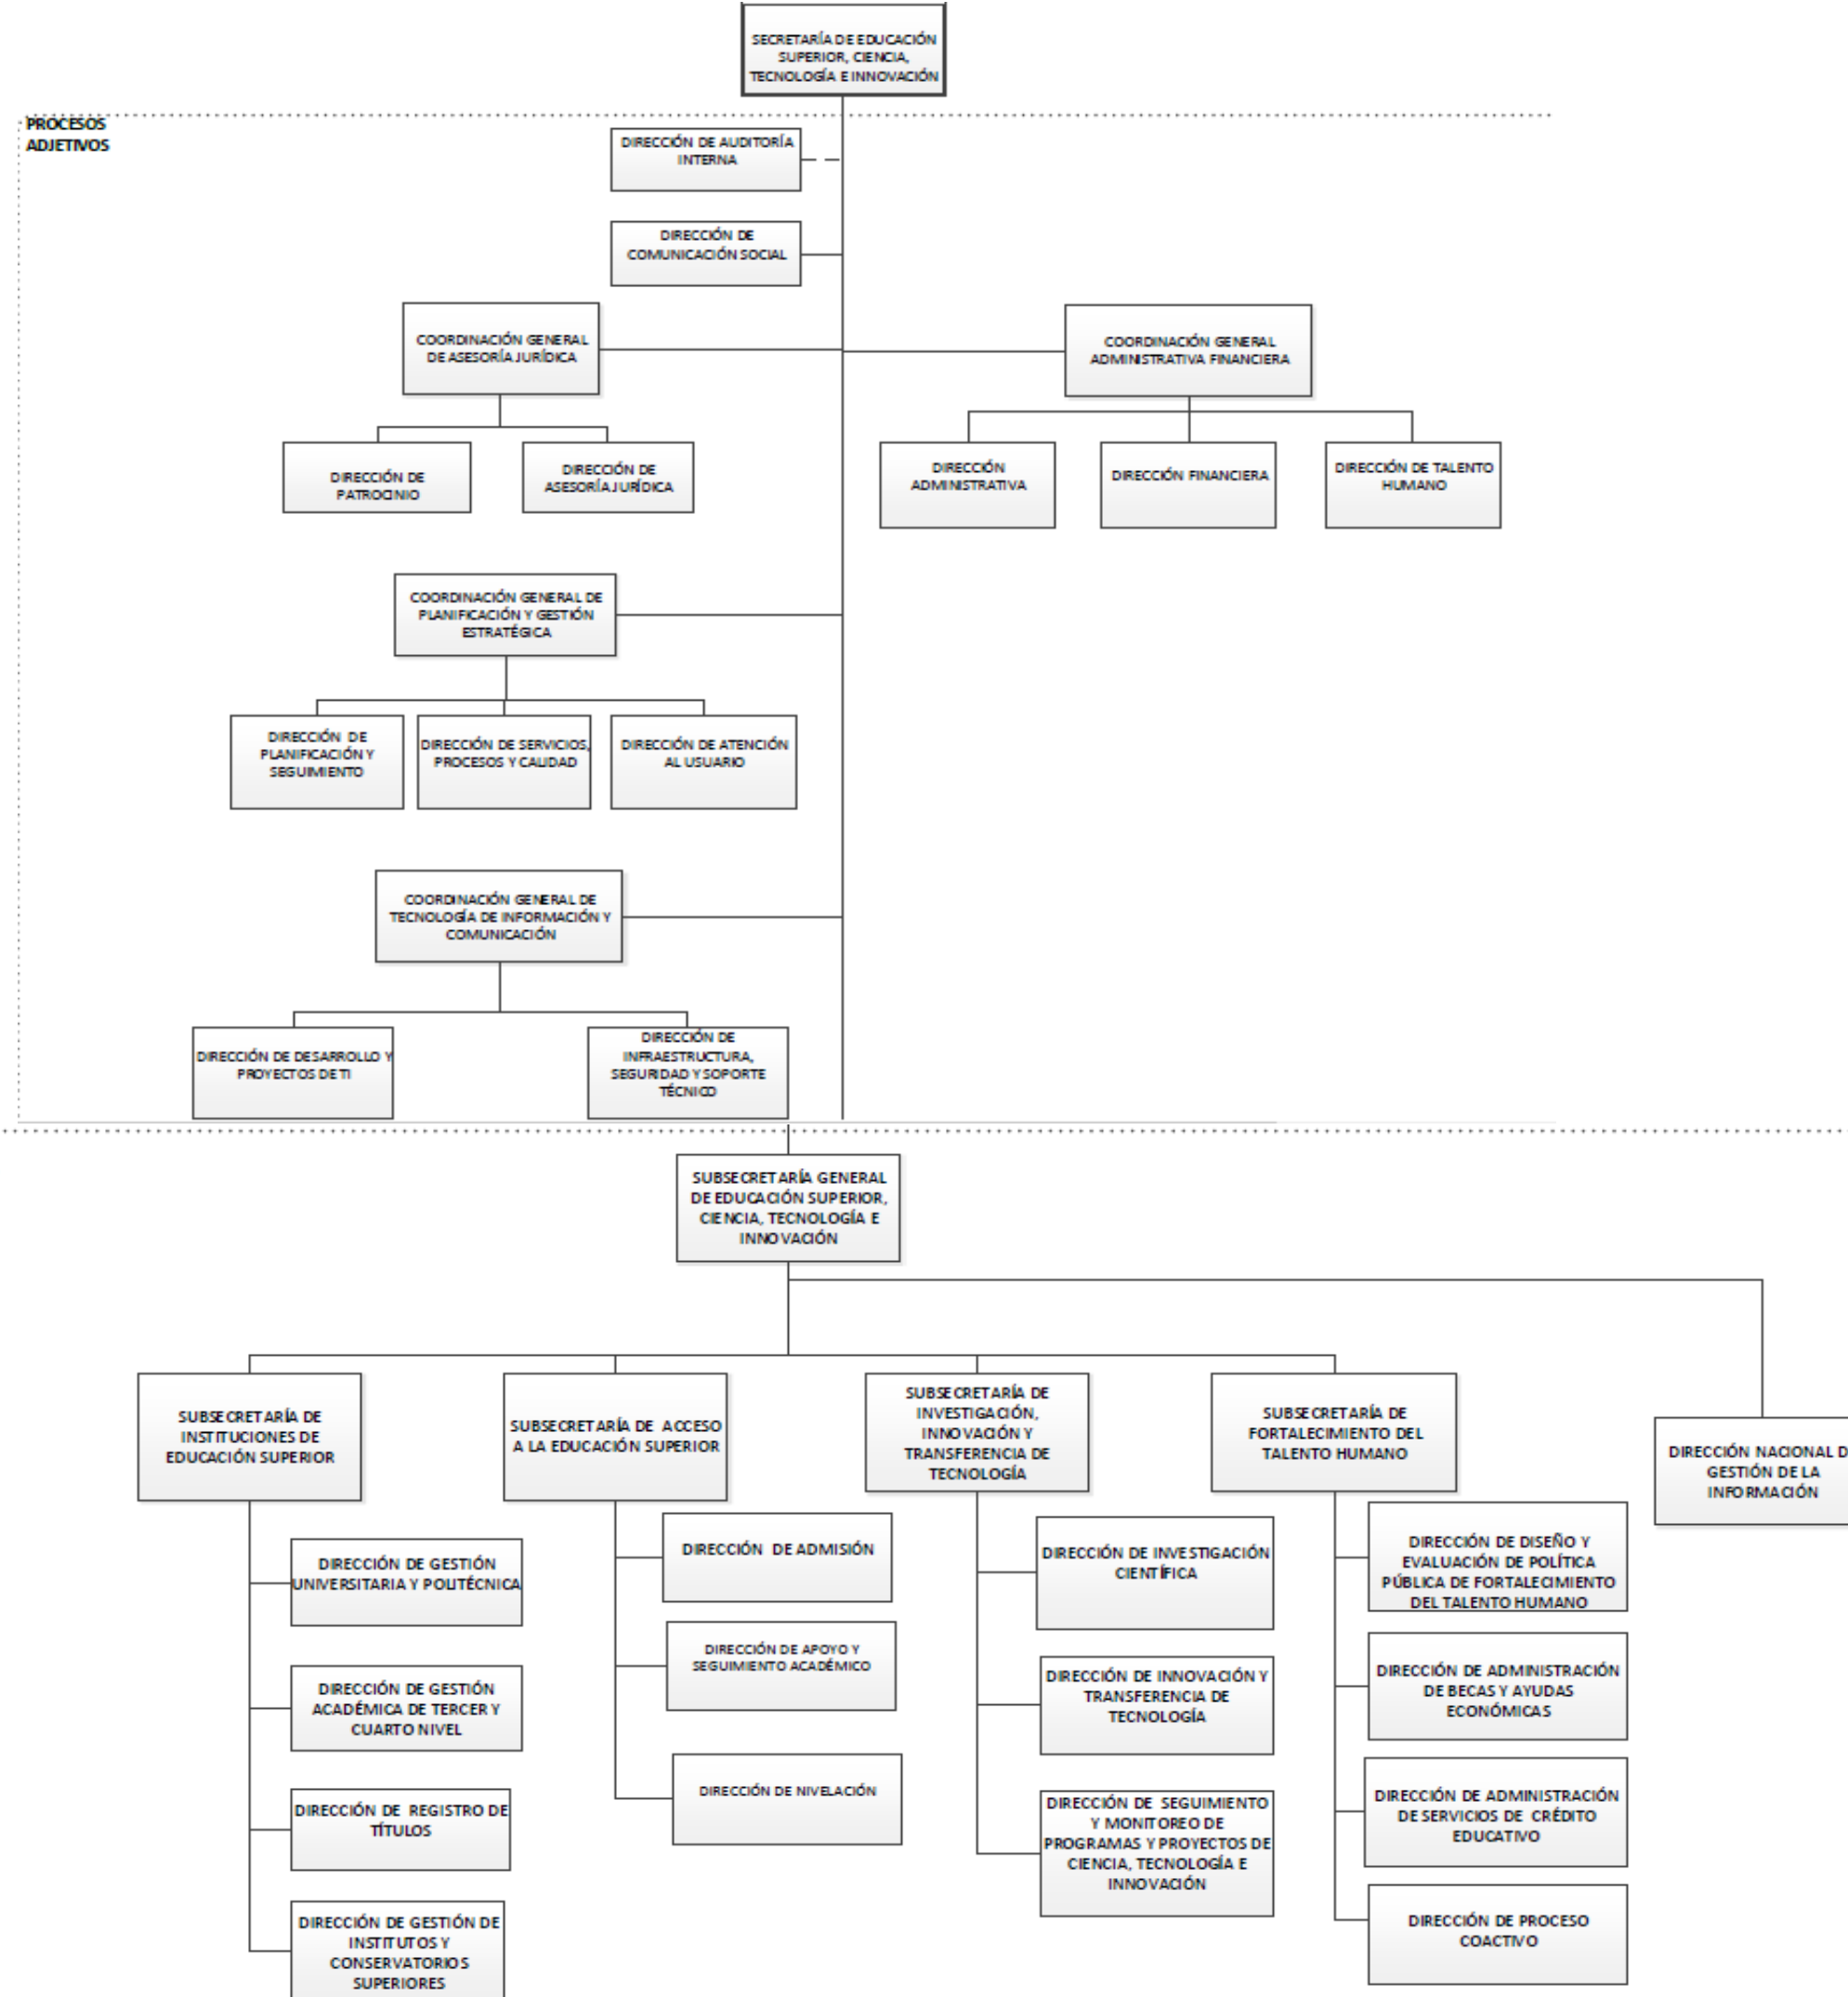 SECRETARÍA DE EDUCACIÓN
SUPERIOR, CIENCIA,
TECNOLOGÍA E INNOVACIÓN
PROCESOS
ADJETIVOS
DIRECCIÓN DE AUDITORÍA
INTERNA
DIRECCIÓN DE
COMUNICACIÓN SOCIAL
COORDINACIÓN GENERAL
DE ASESORÍA JURÍDICA
COORDINACIÓN GENERAL
ADMINISTRATIVA FINANCIERA
DIRECCIÓN DE
PATROCINIO
DIRECCIÓN DE
ASESORÍA JURÍDICA
DIRECCIÓN
ADMINISTRATIVA
DIRECCIÓN FINANCIERA
DIRECCIÓN DE TALENTO
HUMANO
COORDINACIÓN GENERAL DE
PLANIFICACIÓN Y GESTIÓN
ESTRATÉGICA
DIRECCIÓN DE
PLANIFICACIÓN Y
SEGUIMIENTO
DIRECCIÓN DE SERVICIOS,
PROCESOS Y CALIDAD
DIRECCIÓN DE ATENCIÓN
AL USUARIO
COORDINACIÓN GENERAL DE
TECNOLOGÍA DE INFORMACIÓN Y
COMUNICACIÓN
DIRECCIÓN DE DESARROLLO Y
PROYECTOS DE TI
DIRECCIÓN DE
INFRAESTRUCTURA,
SEGURIDAD Y SOPORTE
TÉCNICO
SUBSECRETARÍA GENERAL
DE EDUCACIÓN SUPERIOR,
CIENCIA, TECNOLOGÍA E
INNOVACIÓN
SUBSECRETARÍA DE
INSTITUCIONES DE
EDUCACIÓN SUPERIOR
SUBSECRETARÍA DE ACCESO
A LA EDUCACIÓN SUPERIOR
SUBSECRETARÍA DE
INVESTIGACIÓN,
INNOVACIÓN Y
TRANSFERENCIA DE
TECNOLOGÍA
SUBSECRETARÍA DE
FORTALECIMIENTO DEL
TALENTO HUMANO
DIRECCIÓN NACIONAL D
GESTIÓN DE LA
INFORMACIÓN
DIRECCIÓN DE GESTIÓN
UNIVERSITARIA Y POLITÉCNICA
DIRECCIÓN DE GESTIÓN
ACADÉMICA DE TERCER Y
CUARTO NIVEL
DIRECCIÓN DE REGISTRO DE
TÍTULOS
DIRECCIÓN DE GESTIÓN DE
INSTITUTOS Y
CONSERVATORIOS
SUPERIORES
DIRECCIÓN DE ADMISIÓN
DIRECCIÓN DE APOYO Y
SEGUIMIENTO ACADÉMICO
DIRECCIÓN DE NIVELACIÓN
DIRECCIÓN DE INVESTIGACIÓN
CIENTÍFICA
DIRECCIÓN DE INNOVACIÓN Y
TRANSFERENCIA DE
TECNOLOGÍA
DIRECCIÓN DE SEGUIMIENTO
Y MONITOREO DE
PROGRAMAS Y PROYECTOS DE
CIENCIA, TECNOLOGÍA E
INNOVACIÓN
DIRECCIÓN DE DISEÑO Y
EVALUACIÓN DE POLÍTICA
PÚBLICA DE FORTALECIMIENTO
DEL TALENTO HUMANO
DIRECCIÓN DE ADMINISTRACIÓN
DE BECAS Y AYUDAS
ECONÓMICAS
DIRECCIÓN DE ADMINISTRACIÓN
DE SERVICIOS DE CRÉDITO
EDUCATIVO
DIRECCIÓN DE PROCESO
COACTIVO